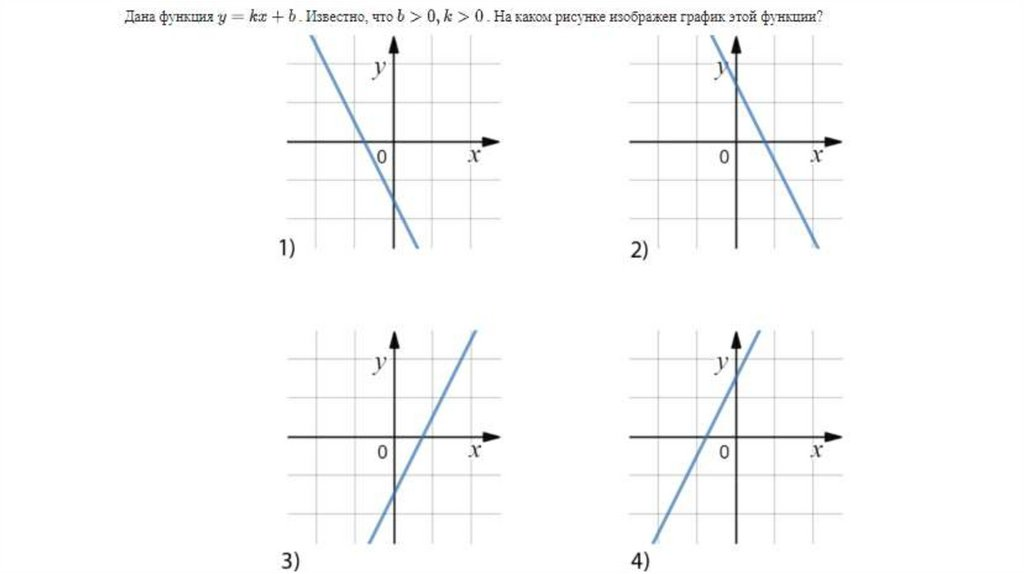 Дана функция y = kx + b . Известно, что b > 0, k > 0 . На каком рисунке изображен график этой функции?
y y
0 x 0 x
1) 2)
y y
0 x 0 x
3) 4)